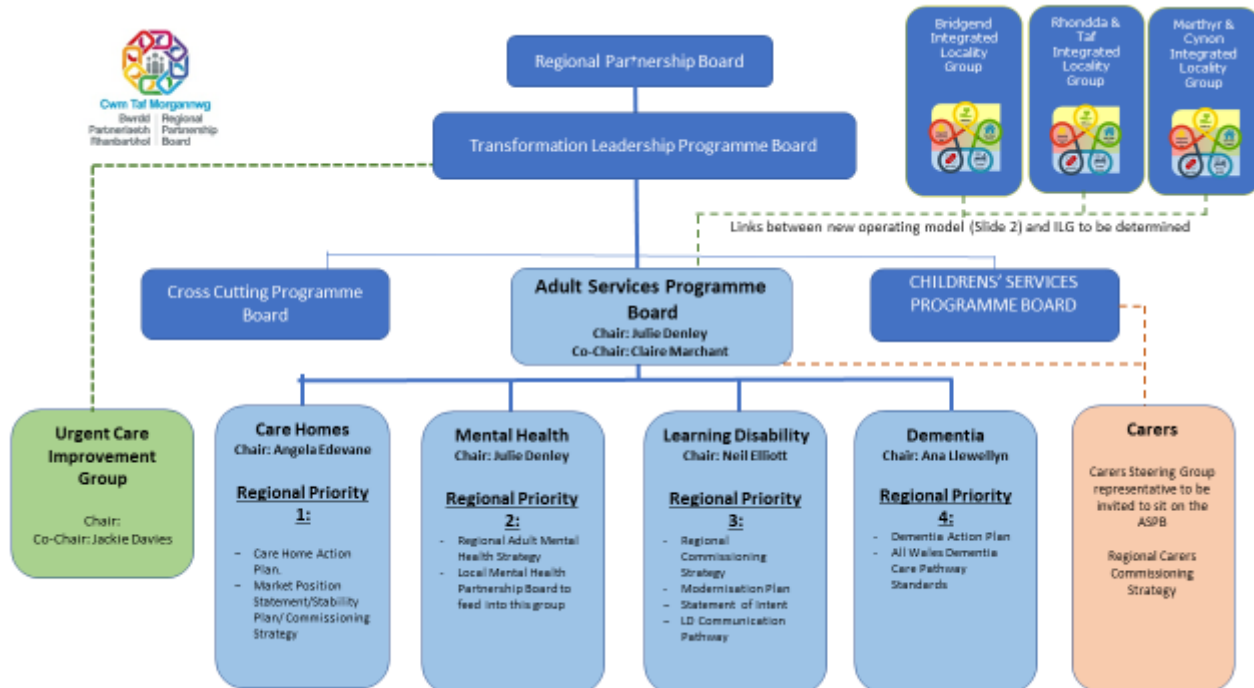 Cwm Taf Morgannwg
Bwrdd
Partneriaeth
Rhanbarthol
Regional
Partnership
Board
Regional Partnership Board
Transformation Leadership Programme Board
Bridgend
Integrated
Locality
Group
Rhondda &
Taf
Integrated
Locality
Group
Merthyr &
Cynon
Integrated
Locality
Group
Links between new operating model (Slide 2) and ILG to be determined
Cross Cutting Programme
Board
Adult Services Programme
Board
Chair: Julie Denley
Co-Chair: Claire Marchant
CHILDRENS' SERVICES
PROGRAMME BOARD
Urgent Care
Improvement
Group
Chair:
Co-Chair: Jackie Davies
Care Homes
Chair: Angela Edevane
Regional Priority
1:
– Care Home Action
Plan.
– Market Position
Statement/Stability
Plan/ Commissioning
Strategy
Mental Health
Chair: Julie Denley
Regional Priority
2:
- Regional Adult Mental
Health Strategy
- Local Mental Health
Partnership Board to
feed into this group
Learning Disability
Chair: Neil Elliott
Regional Priority
3:
– Regional
Commissioning
Strategy
– Modernisation Plan
– Statement of Intent
– LD Communication
Pathway
Dementia
Chair: Ana Llewellyn
Regional Priority
4:
- Dementia Action Plan
- All Wales Dementia
Care Pathway
Standards
Carers
Carers Steering Group
representative to be
invited to sit on the
ASPB
Regional Carers
Commissioning
Strategy